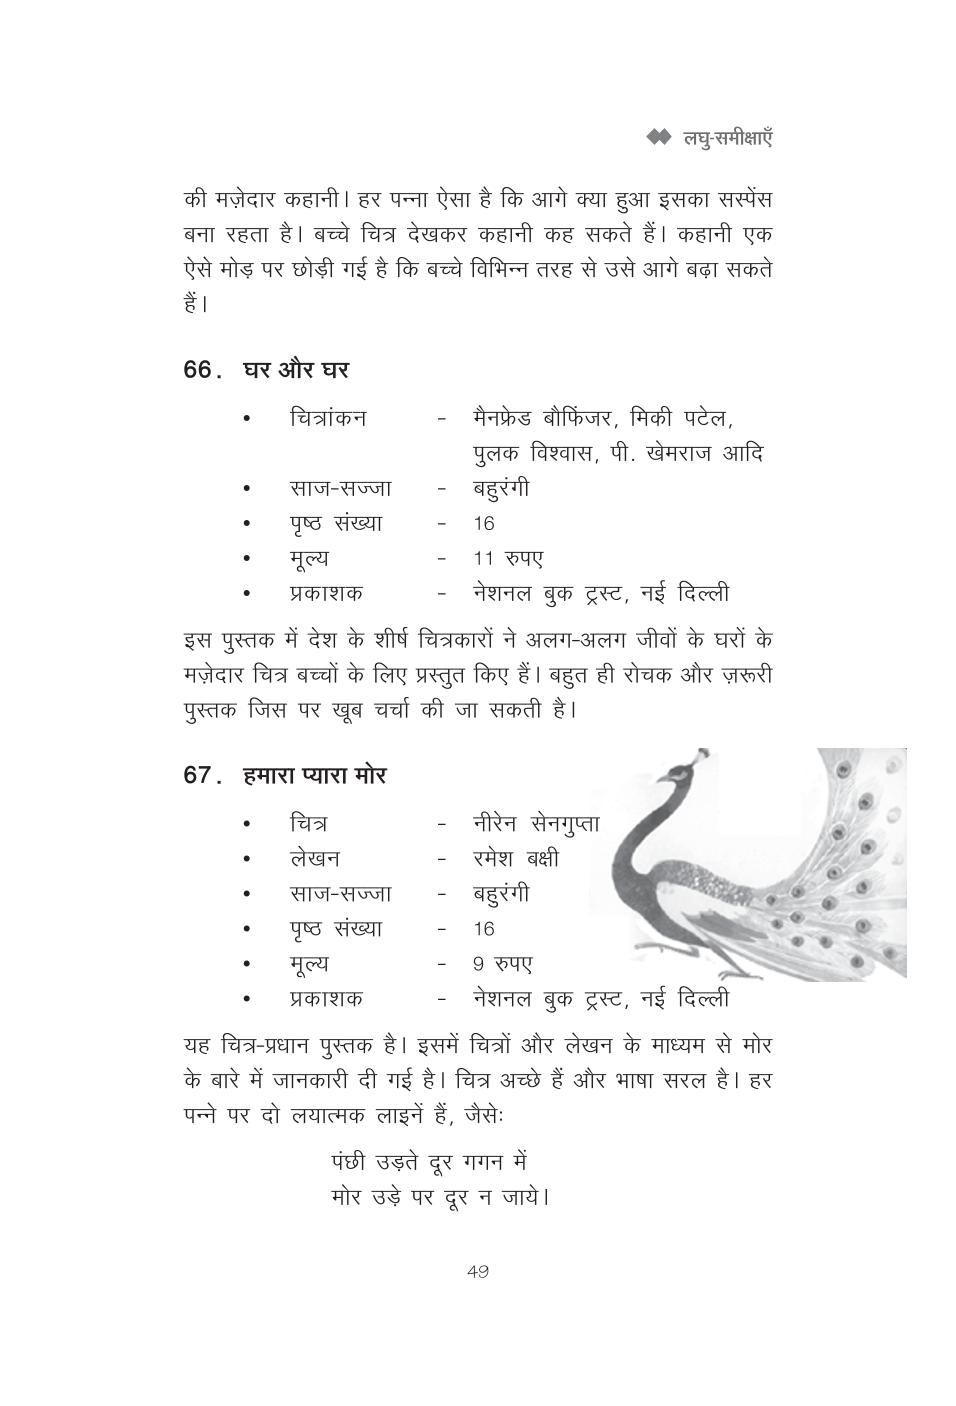 लघु-समीक्षाएँ
की मज़ेदार कहानी। हर पन्ना ऐसा है कि आगे क्या हुआ इसका सस्पेंस
बना रहता है। बच्चे चित्र देखकर कहानी कह सकते हैं। कहानी एक
ऐसे मोड़ पर छोड़ी गई है कि बच्चे विभिन्न तरह से उसे आगे बढ़ा सकते
हैं।
66. घर और घर
• चित्रांकन - मैनफ्रेड बौफिंजर, मिकी पटेल,
पुलक विश्वास, पी. खेमराज आदि
• साज-सज्जा - बहुरंगी
• पृष्ठ संख्या - 16
• मूल्य - 11 रुपए
• प्रकाशक - नेशनल बुक ट्रस्ट, नई दिल्ली
इस पुस्तक में देश के शीर्ष चित्रकारों ने अलग-अलग जीवों के घरों के
मज़ेदार चित्र बच्चों के लिए प्रस्तुत किए हैं। बहुत ही रोचक और ज़रूरी
पुस्तक जिस पर खूब चर्चा की जा सकती है।
67. हमारा प्यारा मोर
• चित्र - नीरेन सेनगुप्ता
• लेखन - रमेश बक्षी
• साज-सज्जा - बहुरंगी
• पृष्ठ संख्या - 16
• मूल्य - 9 रुपए
• प्रकाशक - नेशनल बुक ट्रस्ट, नई दिल्ली
यह चित्र-प्रधान पुस्तक है। इसमें चित्रों और लेखन के माध्यम से मोर
के बारे में जानकारी दी गई है। चित्र अच्छे हैं और भाषा सरल है। हर
पन्ने पर दो लयात्मक लाइनें हैं, जैसेः
पंछी उड़ते दूर गगन में
मोर उड़े पर दूर न जाये।
49